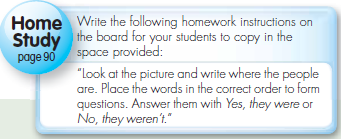 Home
Study
page 90
Write the following homework instructions on
the board for your students to copy in the
space provided:
"Look at the picture and write where the people
are. Place the words in the correct order to form
questions. Answer them with Yes, they were or
No, they weren't."